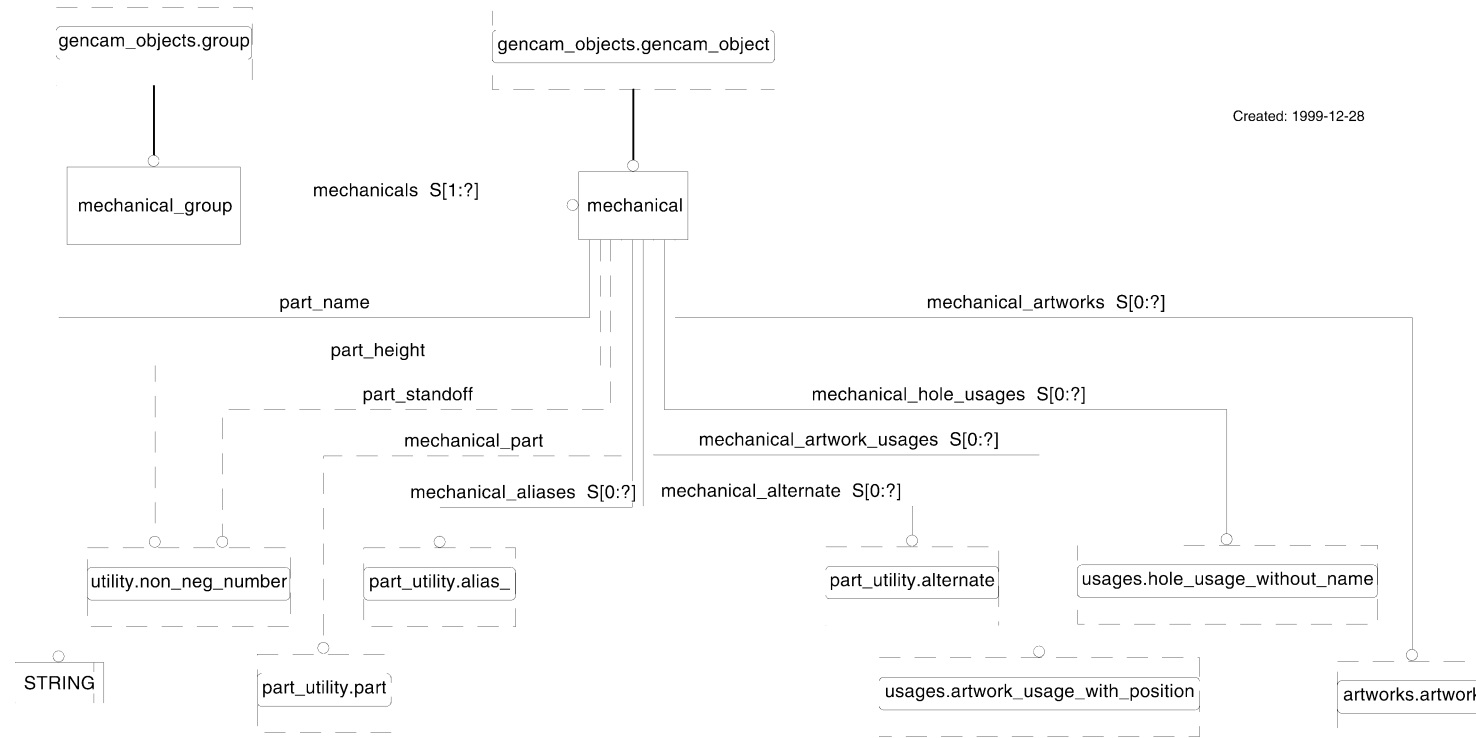 gencam_objects.group
gencam_objects.gencam_object
Created: 1999-12-28
mechanical_group
mechanicals S[1:?]
mechanical
part_name
mechanical_artworks S[0:?]
part_height
part_standoff
mechanical_hole_usages S[0:?]
mechanical_part
mechanical_artwork_usages S[0:?]
mechanical_aliases S[0:?]
mechanical_alternate S[0:?]
utility.non_neg_number
part_utility.alias_
part_utility.alternate
usages.hole_usage_without_name
STRING
part_utility.part
usages.artwork_usage_with_position
artworks.artwork